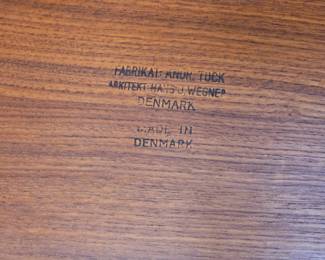 FABRIKAT: ANDR. TUCK
ARKITEKT HANS J. WEGNER
DENMARK
MADE IN
DENMARK